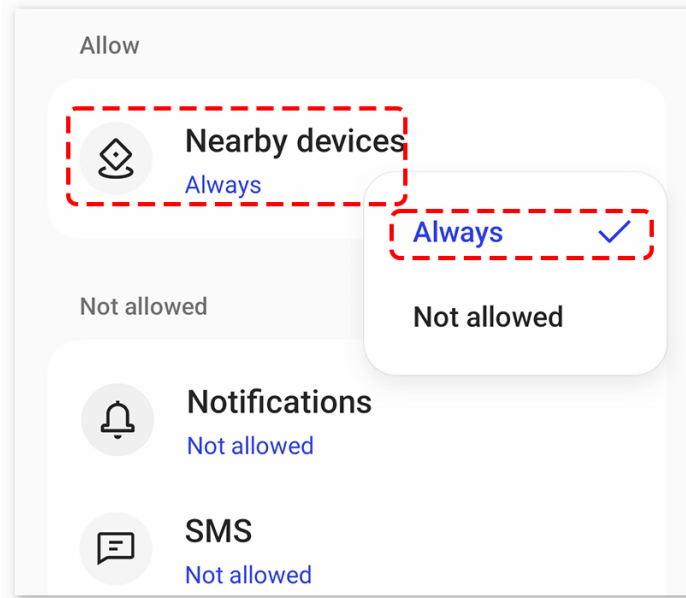 Allow
Nearby devices
Always
Always
Not allowed
Not allowed
Notifications
Not allowed
SMS
Not allowed